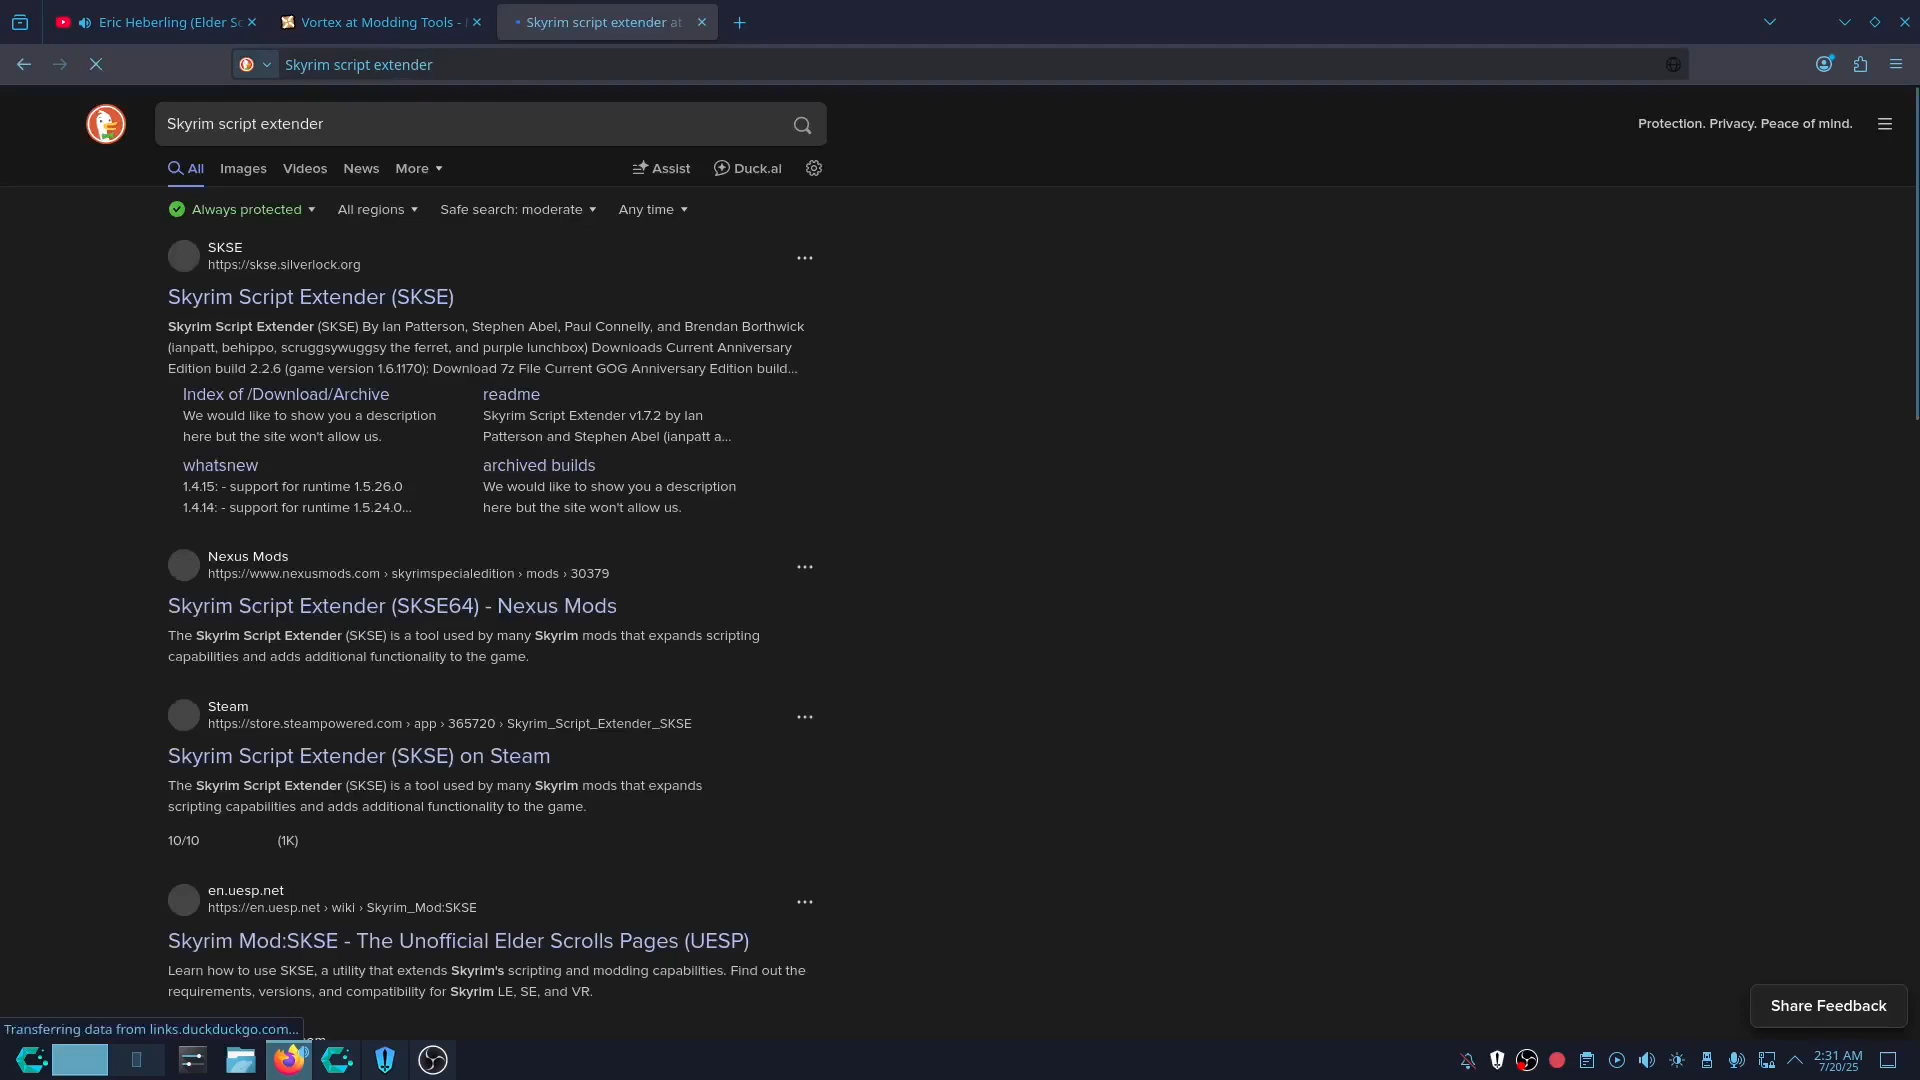 Eric Heberling (Elder Sc
Vortex at Modding Tools -
Skyrim script extender at
Skyrim script extender
Skyrim script extender
Protection. Privacy. Peace of mind.
All
Images
Videos
News
More
Assist
Duck.ai
Always protected
All regions
Safe search: moderate
Any time
SKSE
https://skse.silverlock.org
Skyrim Script Extender (SKSE)
Skyrim Script Extender (SKSE) By Ian Patterson, Stephen Abel, Paul Connelly, and Brendan Borthwick
(ianpatt, behippo, scruggsywuggsy the ferret, and purple lunchbox) Downloads Current Anniversary
Edition build 2.2.6 (game version 1.6.1170): Download 7z File Current GOG Anniversary Edition build...
Index of /Download/Archive
We would like to show you a description
here but the site won't allow us.
readme
Skyrim Script Extender v1.7.2 by Ian
Patterson and Stephen Abel (ianpatt a...
whatsnew
1.4.15: - support for runtime 1.5.26.0
1.4.14: - support for runtime 1.5.24.0...
archived builds
We would like to show you a description
here but the site won't allow us.
Nexus Mods
https://www.nexusmods.com › skyrimspecialedition › mods › 30379
Skyrim Script Extender (SKSE64) - Nexus Mods
The Skyrim Script Extender (SKSE) is a tool used by many Skyrim mods that expands scripting
capabilities and adds additional functionality to the game.
Steam
https://store.steampowered.com › app › 365720 › Skyrim_Script_Extender_SKSE
Skyrim Script Extender (SKSE) on Steam
The Skyrim Script Extender (SKSE) is a tool used by many Skyrim mods that expands
scripting capabilities and adds additional functionality to the game.
10/10 (1K)
en.uesp.net
https://en.uesp.net › wiki › Skyrim_Mod:SKSE
Skyrim Mod:SKSE - The Unofficial Elder Scrolls Pages (UESP)
Learn how to use SKSE, a utility that extends Skyrim's scripting and modding capabilities. Find out the
requirements, versions, and compatibility for Skyrim LE, SE, and VR.
Share Feedback
Transferring data from links.duckduckgo.com...
2:31 AM
7/20/25